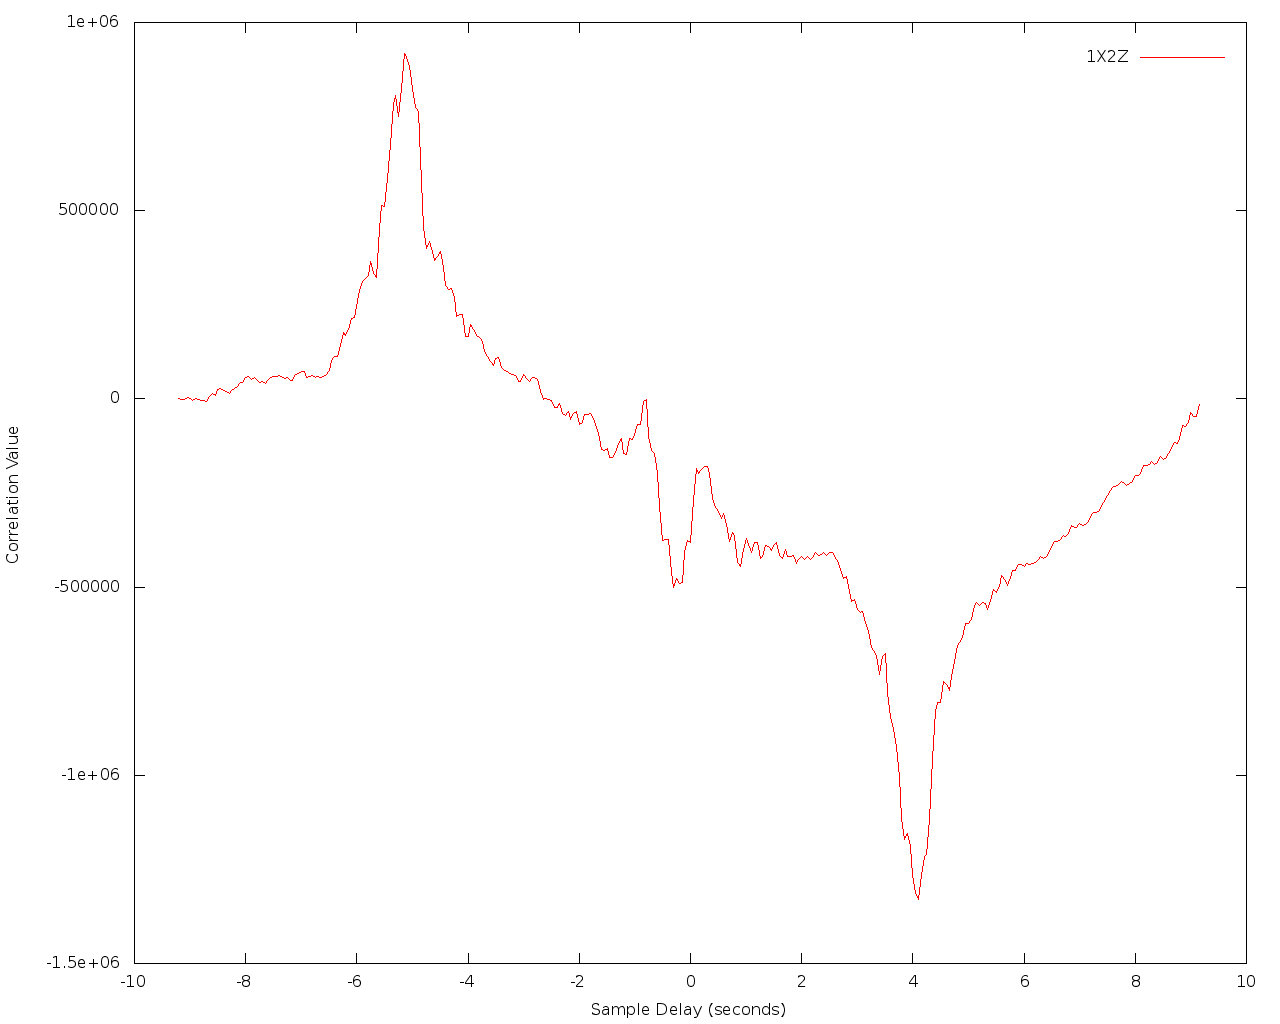 1e+06
1X2Z
500000
0
Correlation Value
-500000
-1e+06
-1.5e+06
-10 -8 -6 -4 -2 0 2 4 6 8 10
Sample Delay (seconds)